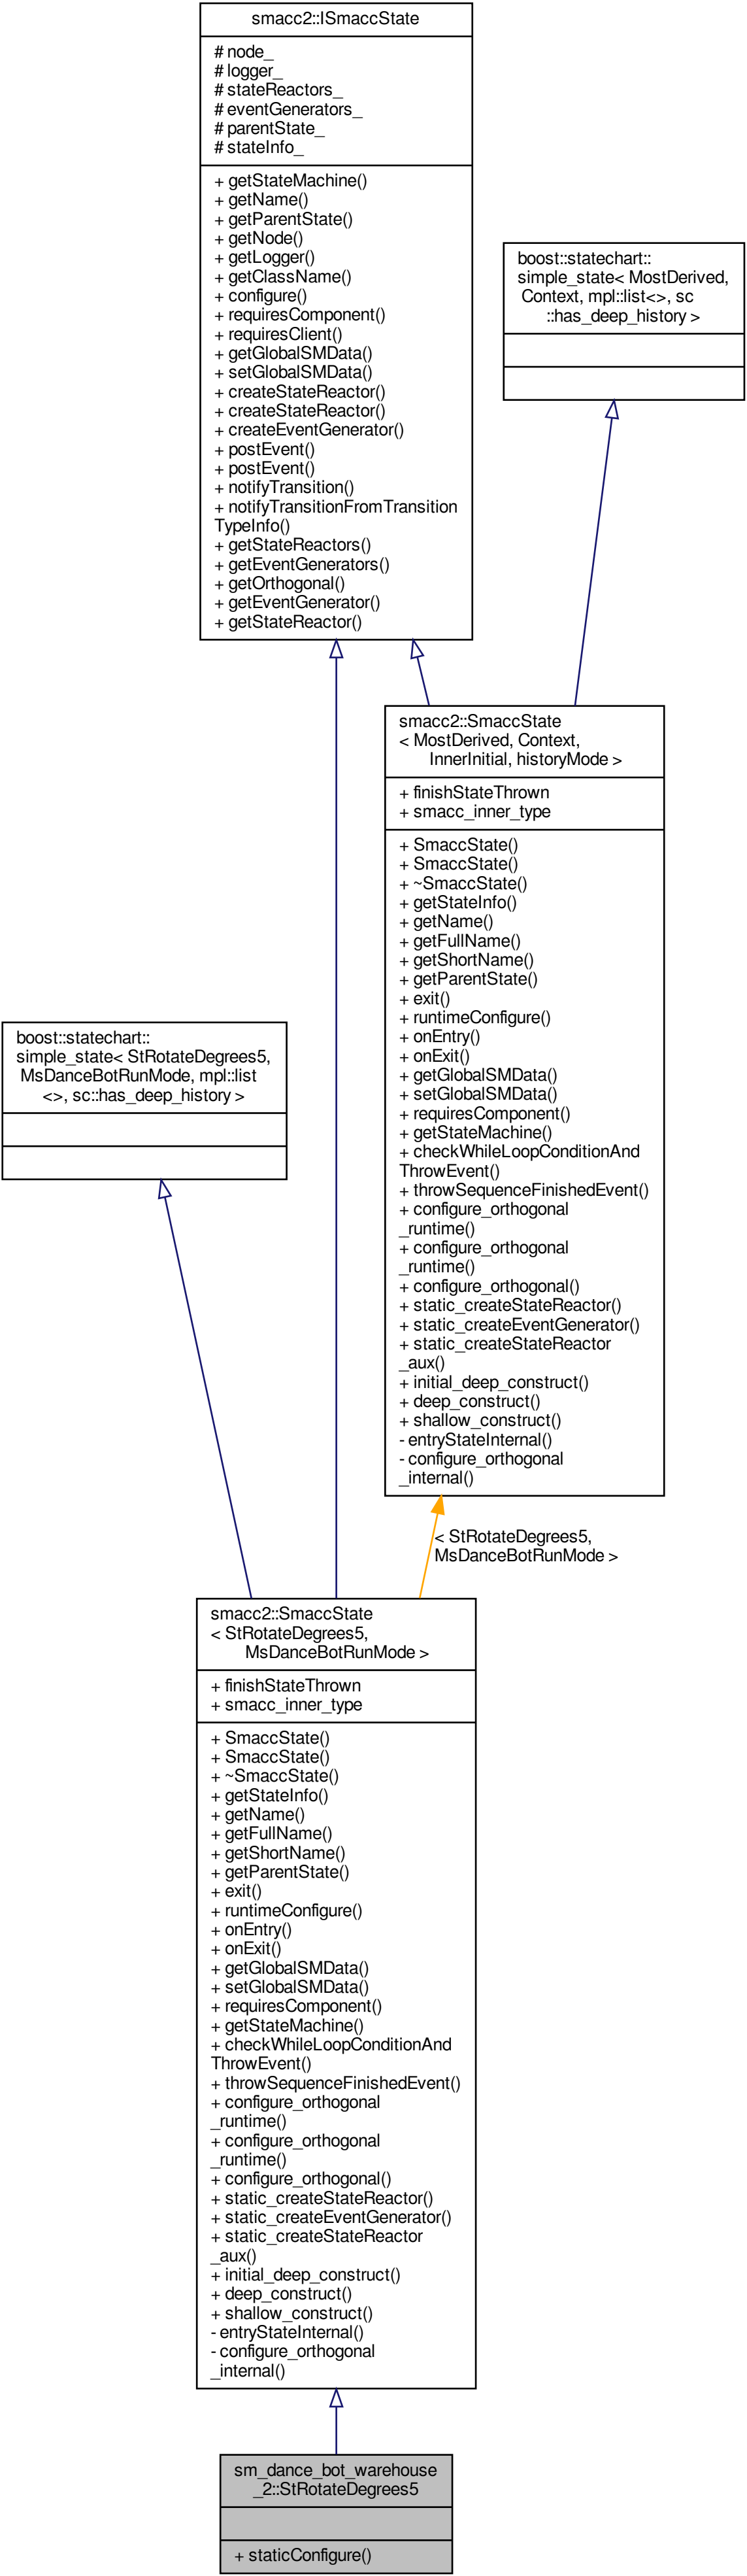 smacc2::ISmaccState
# node_
# logger_
# stateReactors_
# eventGenerators_
# parentState_
# stateInfo_
+ getStateMachine()
+ getName()
+ getParentState()
+ getNode()
+ getLogger()
+ getClassName()
+ configure()
+ requiresComponent()
+ requiresClient()
+ getGlobalSMData()
+ setGlobalSMData()
+ createStateReactor()
+ createStateReactor()
+ createEventGenerator()
+ postEvent()
+ postEvent()
+ notifyTransition()
+ notifyTransitionFromTransition
TypeInfo()
+ getStateReactors()
+ getEventGenerators()
+ getOrthogonal()
+ getEventGenerator()
+ getStateReactor()
boost::statechart::
simple_state< MostDerived,
Context, mpl::list<>, sc
::has_deep_history >
smacc2::SmaccState
< MostDerived, Context,
InnerInitial, historyMode >
+ finishStateThrown
+ smacc_inner_type
+ SmaccState()
+ SmaccState()
+ ~SmaccState()
+ getStateInfo()
+ getName()
+ getFullName()
+ getShortName()
+ getParentState()
+ exit()
+ runtimeConfigure()
+ onEntry()
+ onExit()
+ getGlobalSMData()
+ setGlobalSMData()
+ requiresComponent()
+ getStateMachine()
+ checkWhileLoopConditionAnd
ThrowEvent()
+ throwSequenceFinishedEvent()
+ configure_orthogonal
_runtime()
+ configure_orthogonal
_runtime()
+ configure_orthogonal()
+ static_createStateReactor()
+ static_createEventGenerator()
+ static_createStateReactor
_aux()
+ initial_deep_construct()
+ deep_construct()
+ shallow_construct()
- entryStateInternal()
- configure_orthogonal
_internal()
boost::statechart::
simple_state< StRotateDegrees5,
MsDanceBotRunMode, mpl::list
<>, sc::has_deep_history >
< StRotateDegrees5,
MsDanceBotRunMode >
smacc2::SmaccState
< StRotateDegrees5,
MsDanceBotRunMode >
+ finishStateThrown
+ smacc_inner_type
+ SmaccState()
+ SmaccState()
+ ~SmaccState()
+ getStateInfo()
+ getName()
+ getFullName()
+ getShortName()
+ getParentState()
+ exit()
+ runtimeConfigure()
+ onEntry()
+ onExit()
+ getGlobalSMData()
+ setGlobalSMData()
+ requiresComponent()
+ getStateMachine()
+ checkWhileLoopConditionAnd
ThrowEvent()
+ throwSequenceFinishedEvent()
+ configure_orthogonal
_runtime()
+ configure_orthogonal
_runtime()
+ configure_orthogonal()
+ static_createStateReactor()
+ static_createEventGenerator()
+ static_createStateReactor
_aux()
+ initial_deep_construct()
+ deep_construct()
+ shallow_construct()
- entryStateInternal()
- configure_orthogonal
_internal()
sm_dance_bot_warehouse
_2::StRotateDegrees5
+ staticConfigure()